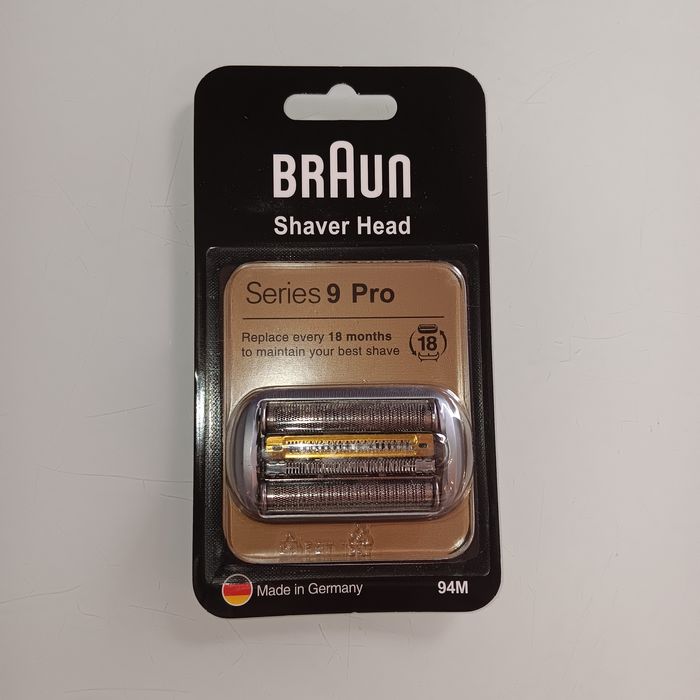 BRAUN
Shaver Head
Series 9 Pro
Replace every 18 months
to maintain your best shave
18
Made in Germany
94M